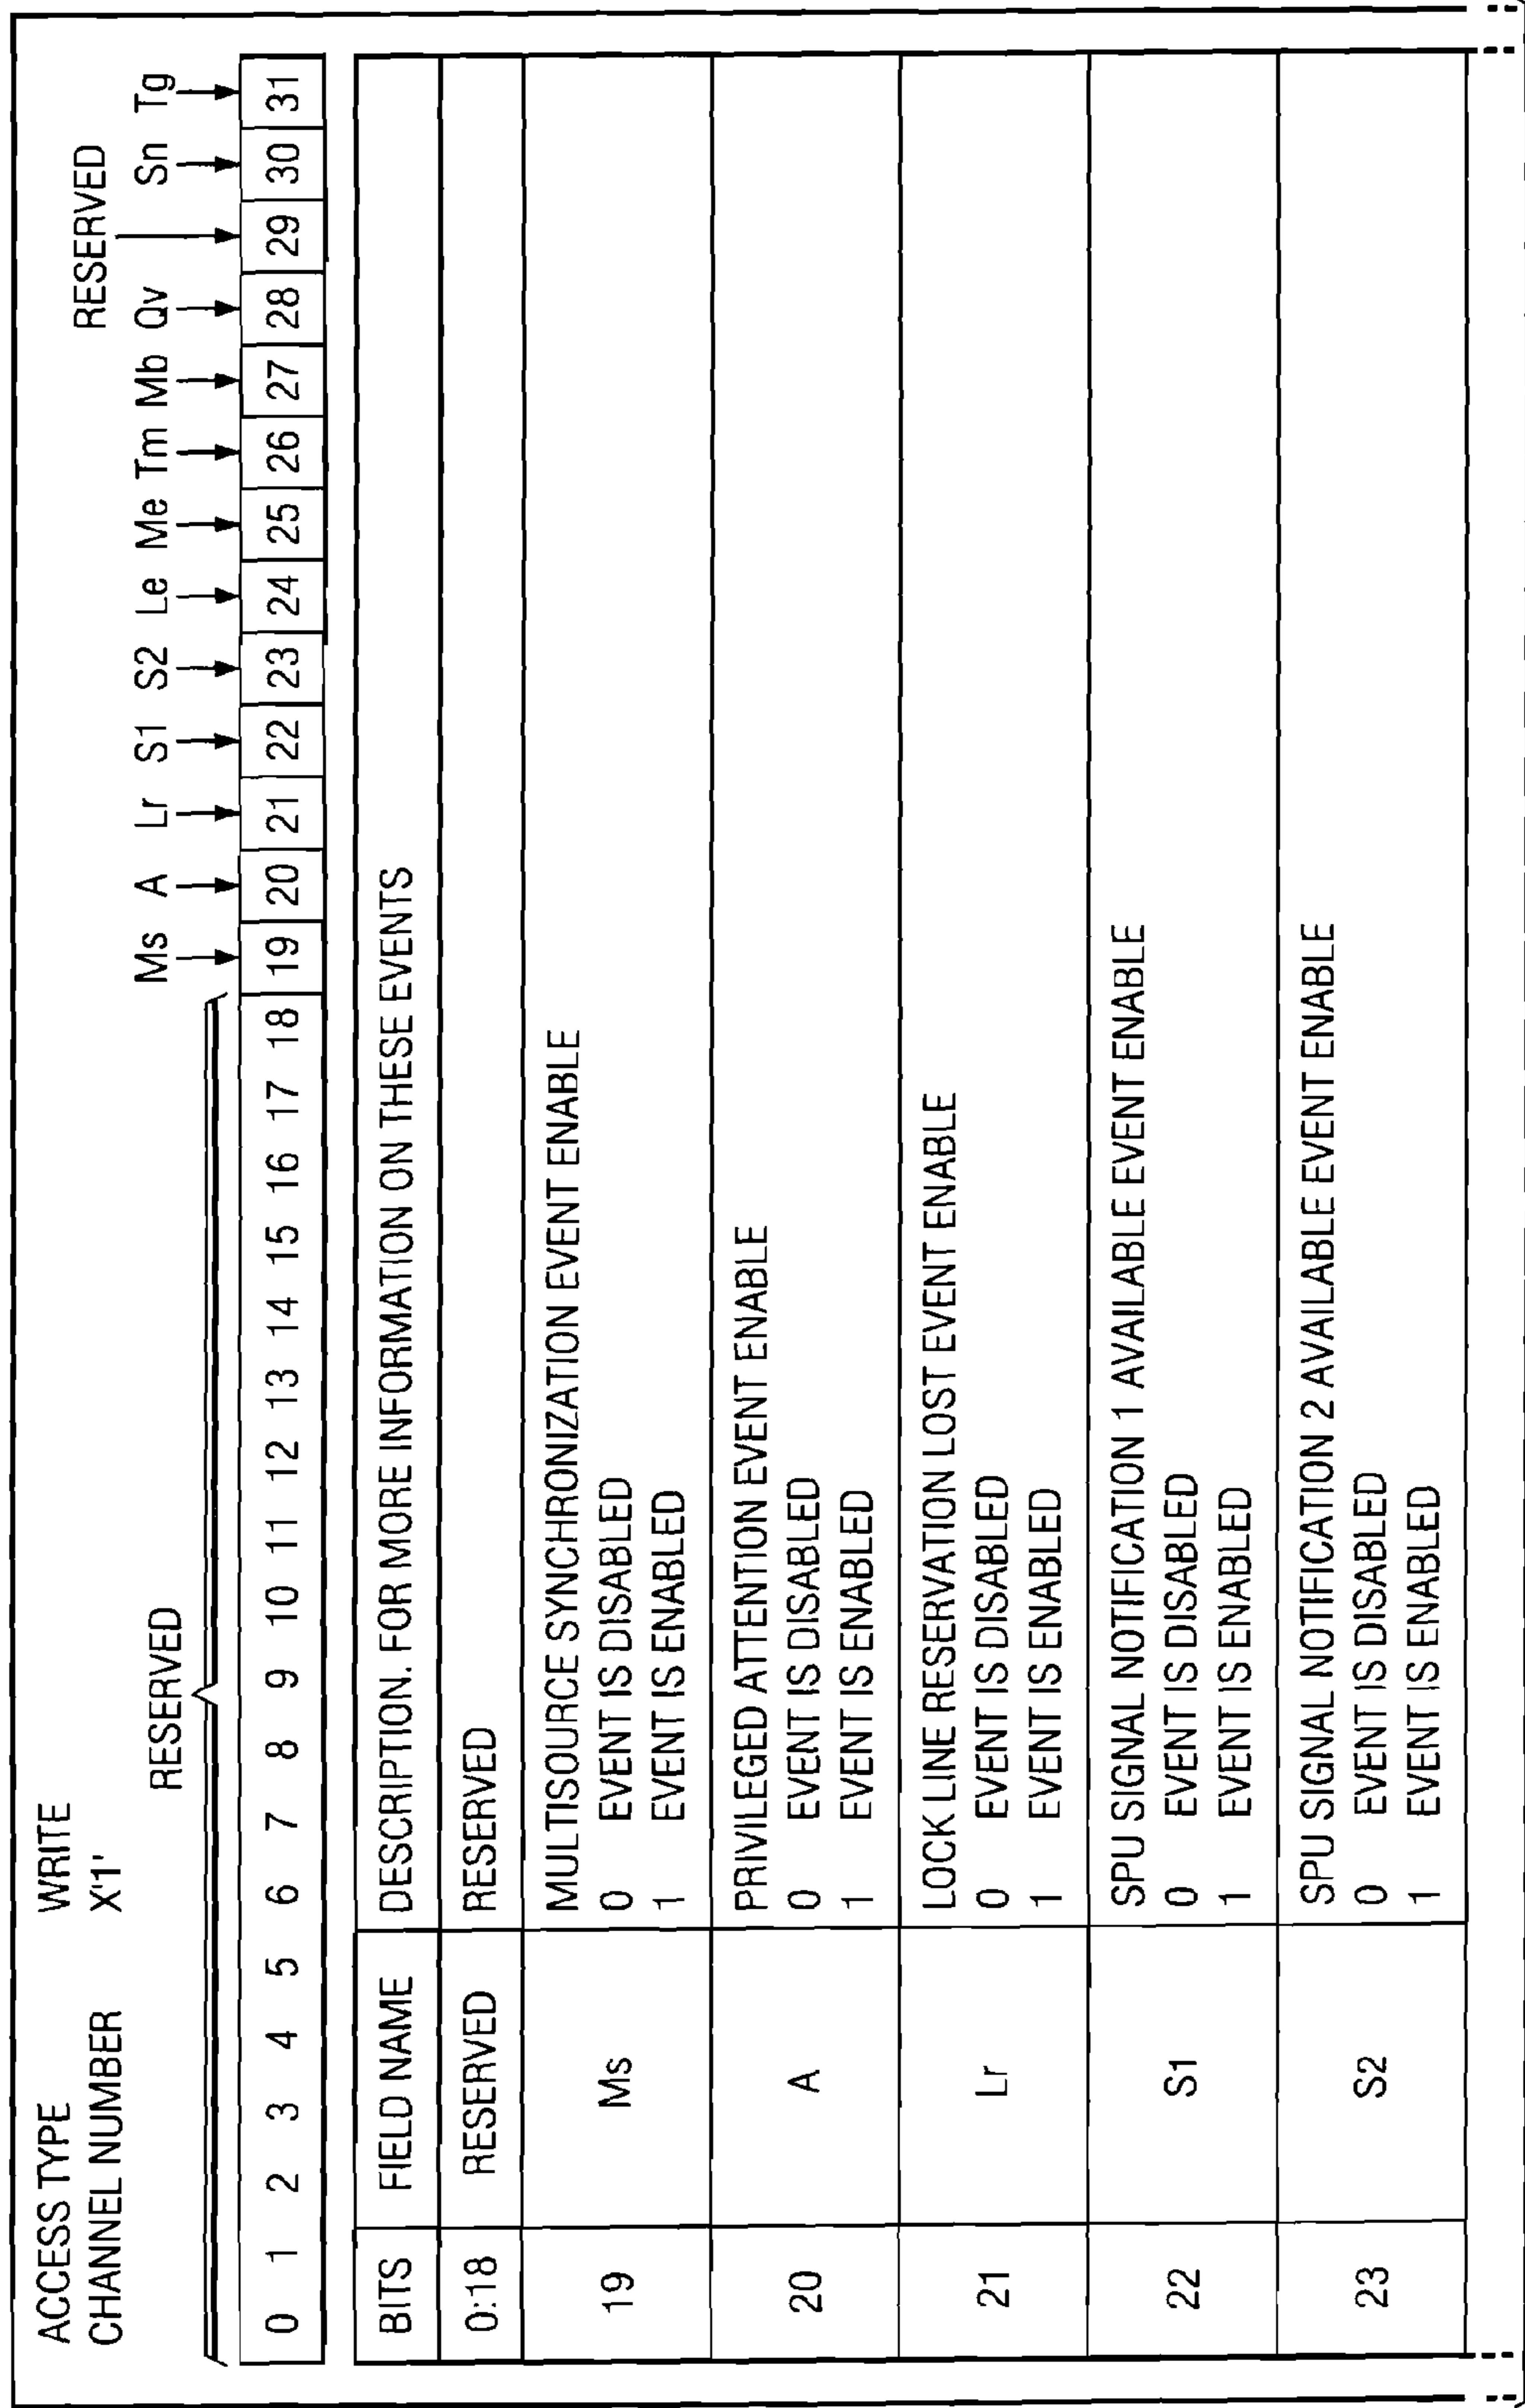 ACCESS TYPE WRITE
CHANNEL NUMBER X'1'
RESERVED
RESERVED
Ms A Lr S1 S2 Le Me Tm Mb Qv Sn Tg
0 1 2 3 4 5 6 7 8 9 10 11 12 13 14 15 16 17 18 19 20 21 22 23 24 25 26 27 28 29 30 31
BITS FIELD NAME DESCRIPTION. FOR MORE INFORMATION ON THESE EVENTS
0:18 RESERVED RESERVED
19 Ms MULTISOURCE SYNCHRONIZATION EVENT ENABLE
0 EVENT IS DISABLED
1 EVENT IS ENABLED
20 A PRIVILEGED ATTENTION EVENT ENABLE
0 EVENT IS DISABLED
1 EVENT IS ENABLED
21 Lr LOCK LINE RESERVATION LOST EVENT ENABLE
0 EVENT IS DISABLED
1 EVENT IS ENABLED
22 S1 SPU SIGNAL NOTIFICATION 1 AVAILABLE EVENT ENABLE
0 EVENT IS DISABLED
1 EVENT IS ENABLED
23 S2 SPU SIGNAL NOTIFICATION 2 AVAILABLE EVENT ENABLE
0 EVENT IS DISABLED
1 EVENT IS ENABLED